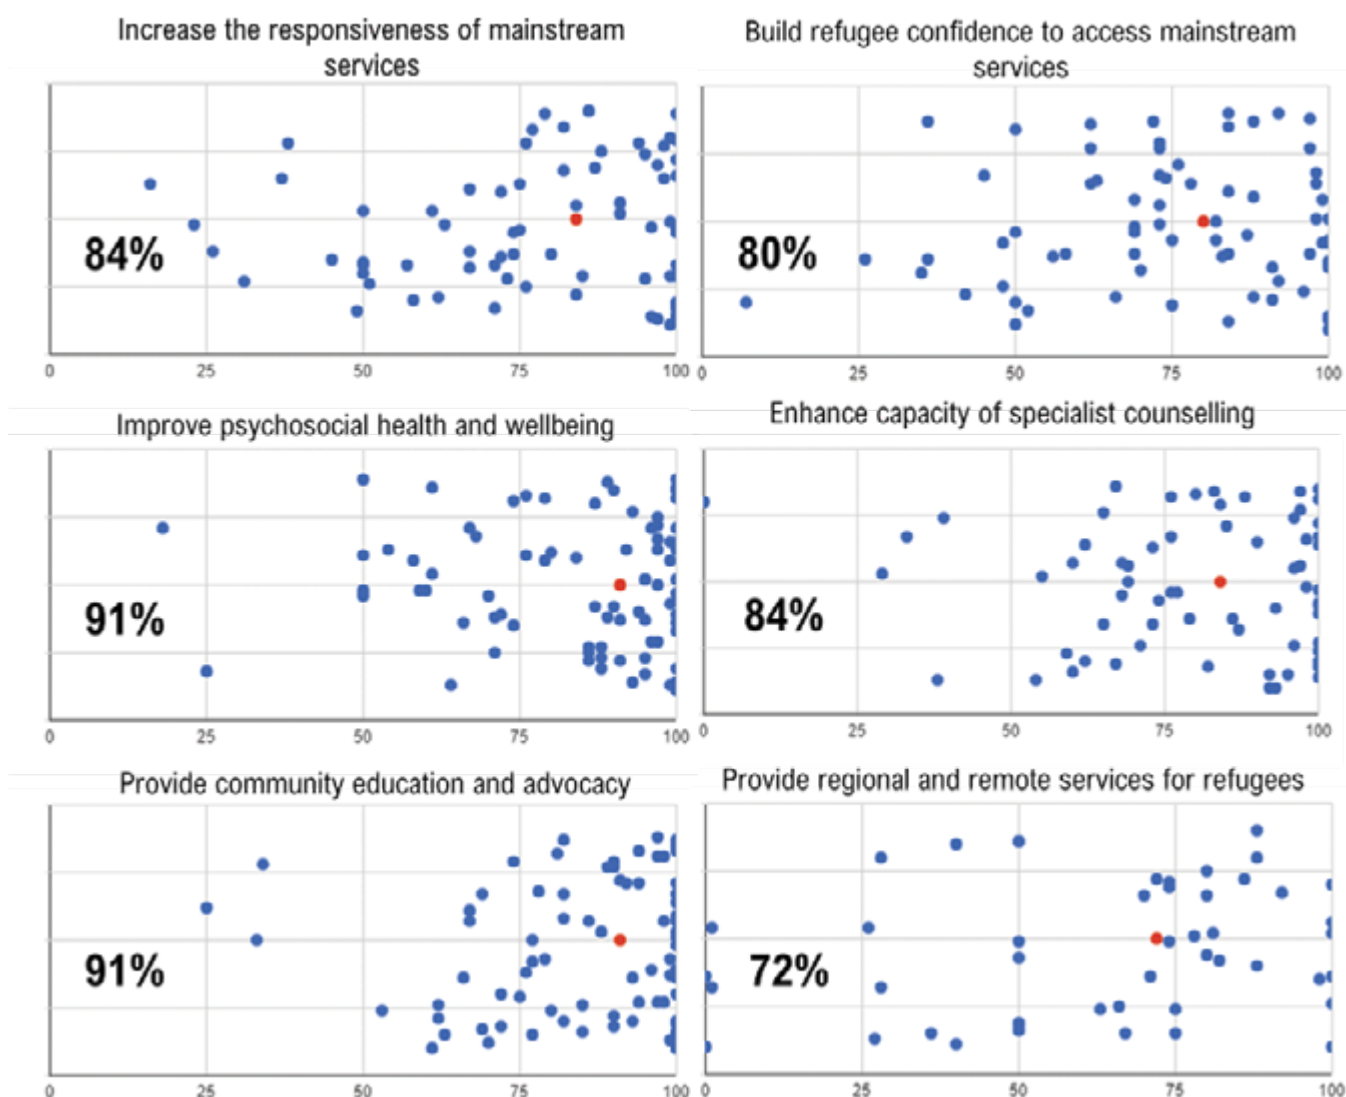 Increase the responsiveness of mainstream
services
84%
0 25 50 75 100
Build refugee confidence to access mainstream
services
80%
0 25 50 75 100
Improve psychosocial health and wellbeing
91%
0 25 50 75 100
Enhance capacity of specialist counselling
84%
0 25 50 75 100
Provide community education and advocacy
91%
0 25 50 75 100
Provide regional and remote services for refugees
72%
0 25 50 75 100